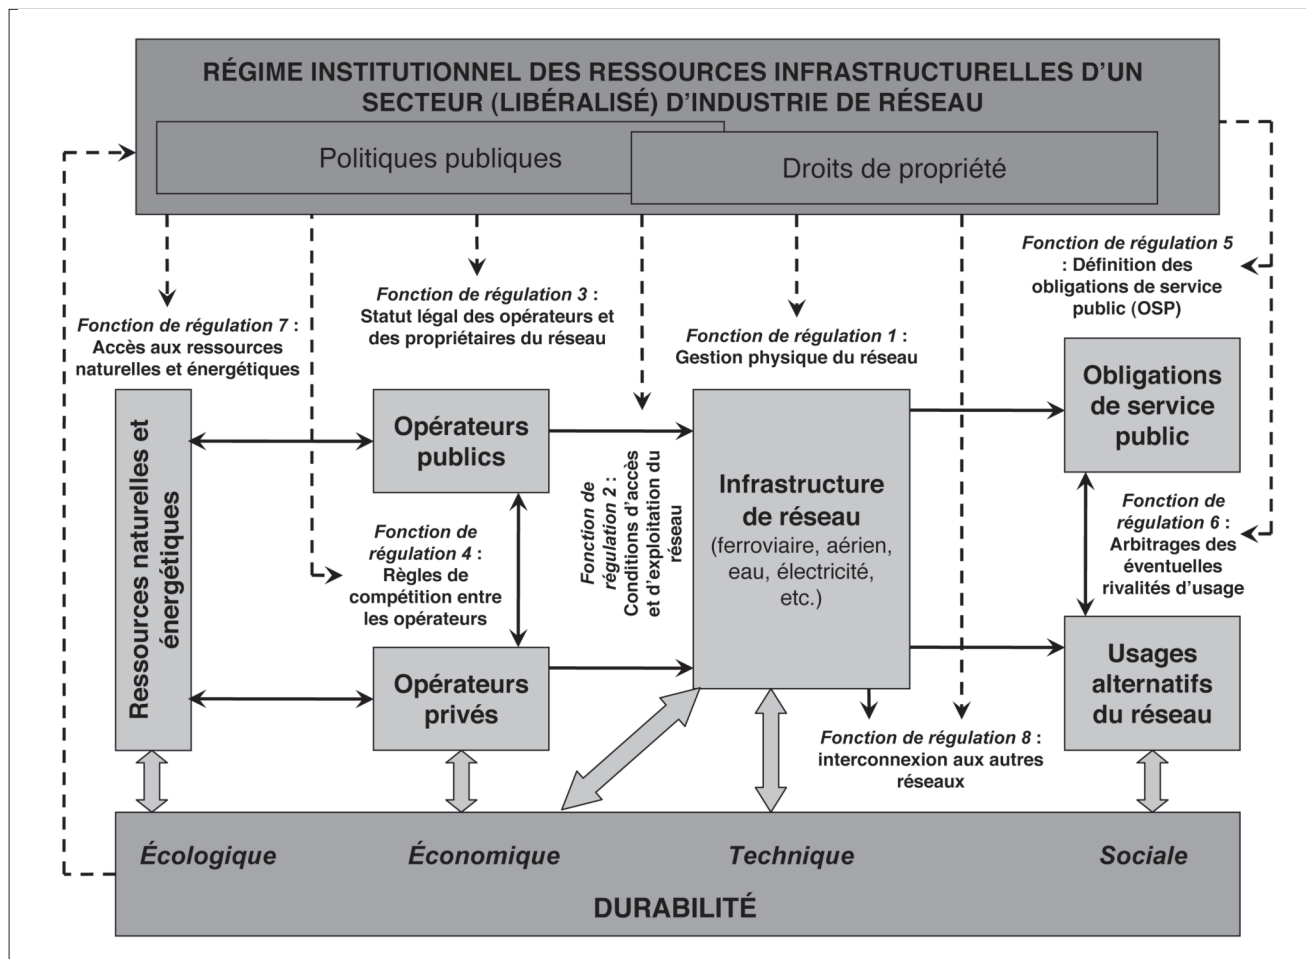 RÉGIME INSTITUTIONNEL DES RESSOURCES INFRASTRUCTURELLES D’UN
SECTEUR (LIBÉRALISÉ) D’INDUSTRIE DE RÉSEAU
Politiques publiques
Droits de propriété
Fonction de régulation 7 :
Accès aux ressources
naturelles et énergétiques
Fonction de régulation 3 :
Statut légal des opérateurs et
des propriétaires du réseau
Fonction de régulation 1 :
Gestion physique du réseau
Fonction de régulation 5
: Définition des
obligations de service
public (OSP)
Ressources naturelles et
énergétiques
Opérateurs
publics
Fonction de
régulation 4 :
Règles de
compétition entre
les opérateurs
Opérateurs
privés
Fonction de
régulation 2 :
Conditions d’accès
et d’exploitation du
réseau
Infrastructure
de réseau
(ferroviaire, aérien,
eau, électricité,
etc.)
Obligations
de service
public
Fonction de
régulation 6 :
Arbitrages des
éventuelles
rivalités d’usage
Usages
alternatifs
du réseau
Fonction de régulation 8 :
interconnexion aux autres
réseaux
Écologique
Économique
Technique
Sociale
DURABILITÉ